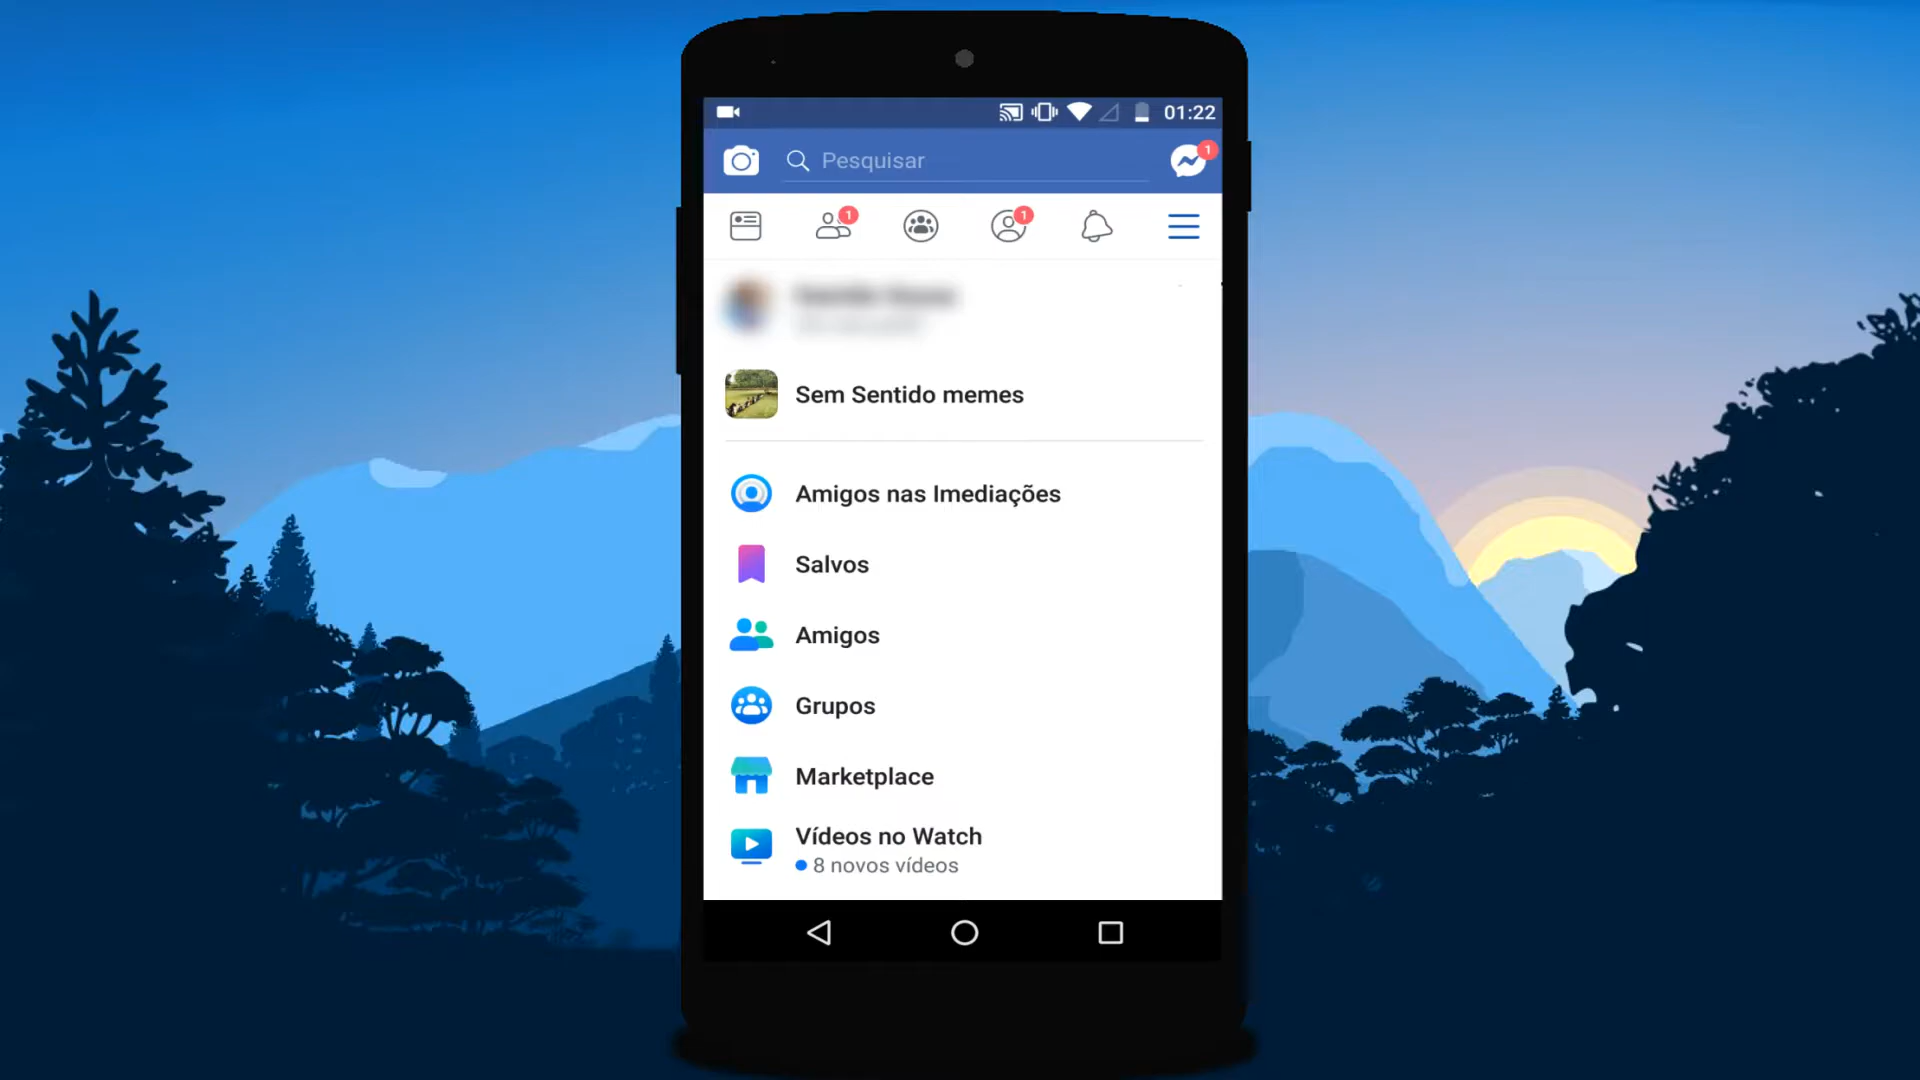 01:22
Pesquisar
1
1
1
Sem Sentido memes
Amigos nas Imediações
Salvos
Amigos
Grupos
Marketplace
Vídeos no Watch
8 novos vídeos